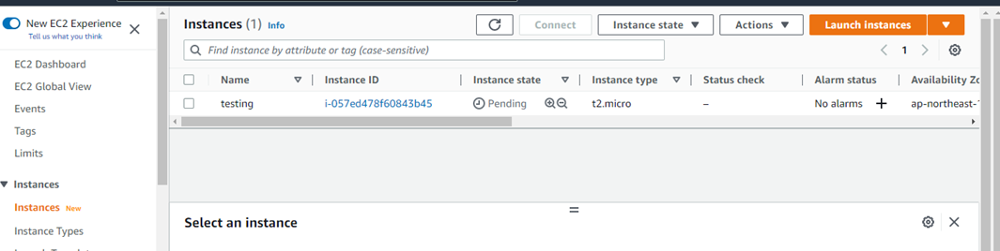 New EC2 Experience
Tell us what you think
EC2 Dashboard
EC2 Global View
Events
Tags
Limits
Instances
Instances New
Instance Types
Instances (1) Info
Connect
Instance state
Actions
Launch instances
Find instance by attribute or tag (case-sensitive)
1
Name Instance ID Instance state Instance type Status check Alarm status Availability Zo
testing i-057ed478f60843b45 Pending t2.micro – No alarms + ap-northeast-1
Select an instance